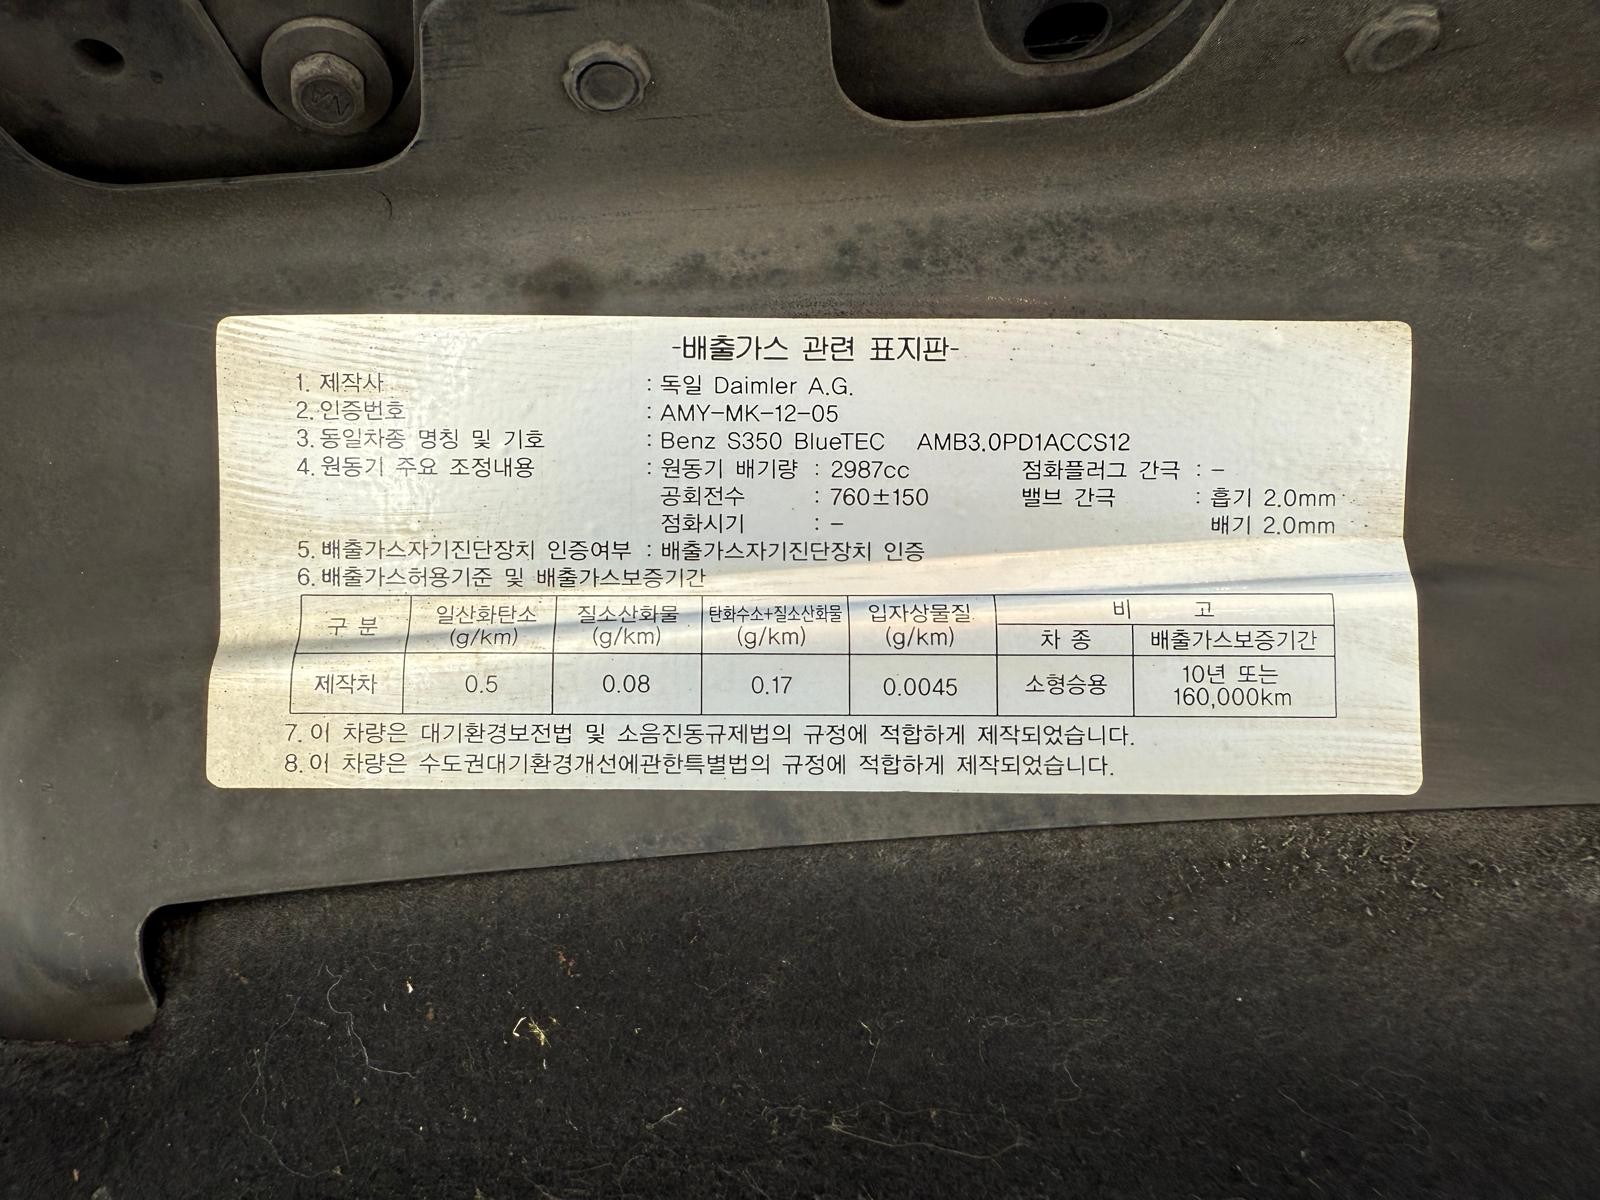 -배출가스 관련 표지판-
1. 제작사 : 독일 Daimler A.G.
2. 인증번호 : AMY-MK-12-05
3. 동일차종 명칭 및 기호 : Benz S350 BlueTEC AMB3.0PD1ACCS12
4. 원동기 주요 조정내용 : 원동기 배기량 : 2987cc 점화플러그 간극 : -
공회전수 : 760±150 밸브 간극 : 흡기 2.0mm
점화시기 : - 배기 2.0mm
5. 배출가스자기진단장치 인증여부 : 배출가스자기진단장치 인증
6. 배출가스허용기준 및 배출가스보증기간
구 분 일산화탄소 (g/km) 질소산화물 (g/km) 탄화수소+질소산화물 (g/km) 입자상물질 (g/km) 비 고
차 종 배출가스보증기간
제작차 0.5 0.08 0.17 0.0045 소형승용 10년 또는 160,000km
7. 이 차량은 대기환경보전법 및 소음진동규제법의 규정에 적합하게 제작되었습니다.
8. 이 차량은 수도권대기환경개선에관한특별법의 규정에 적합하게 제작되었습니다.